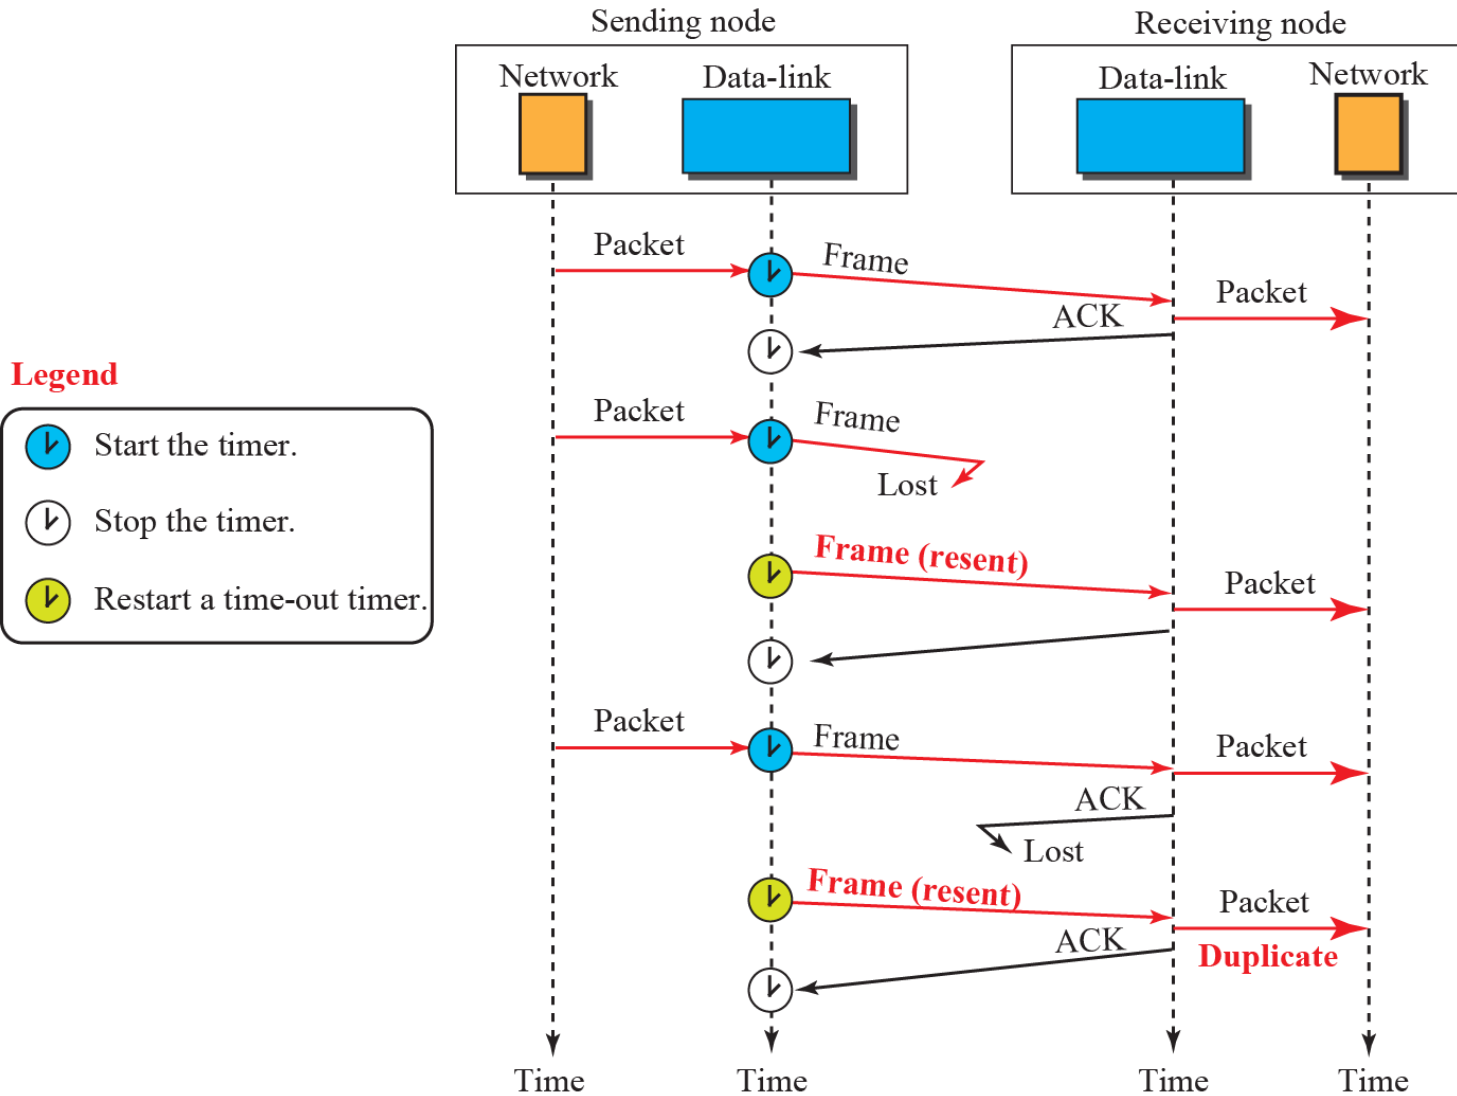 Sending node
Receiving node
Network
Data-link
Data-link
Network
Packet
Frame
Packet
ACK
Legend
Start the timer.
Stop the timer.
Restart a time-out timer.
Packet
Frame
Lost
Frame (resent)
Packet
Packet
Frame
Packet
ACK
Lost
Frame (resent)
Packet
Duplicate
ACK
Time
Time
Time
Time